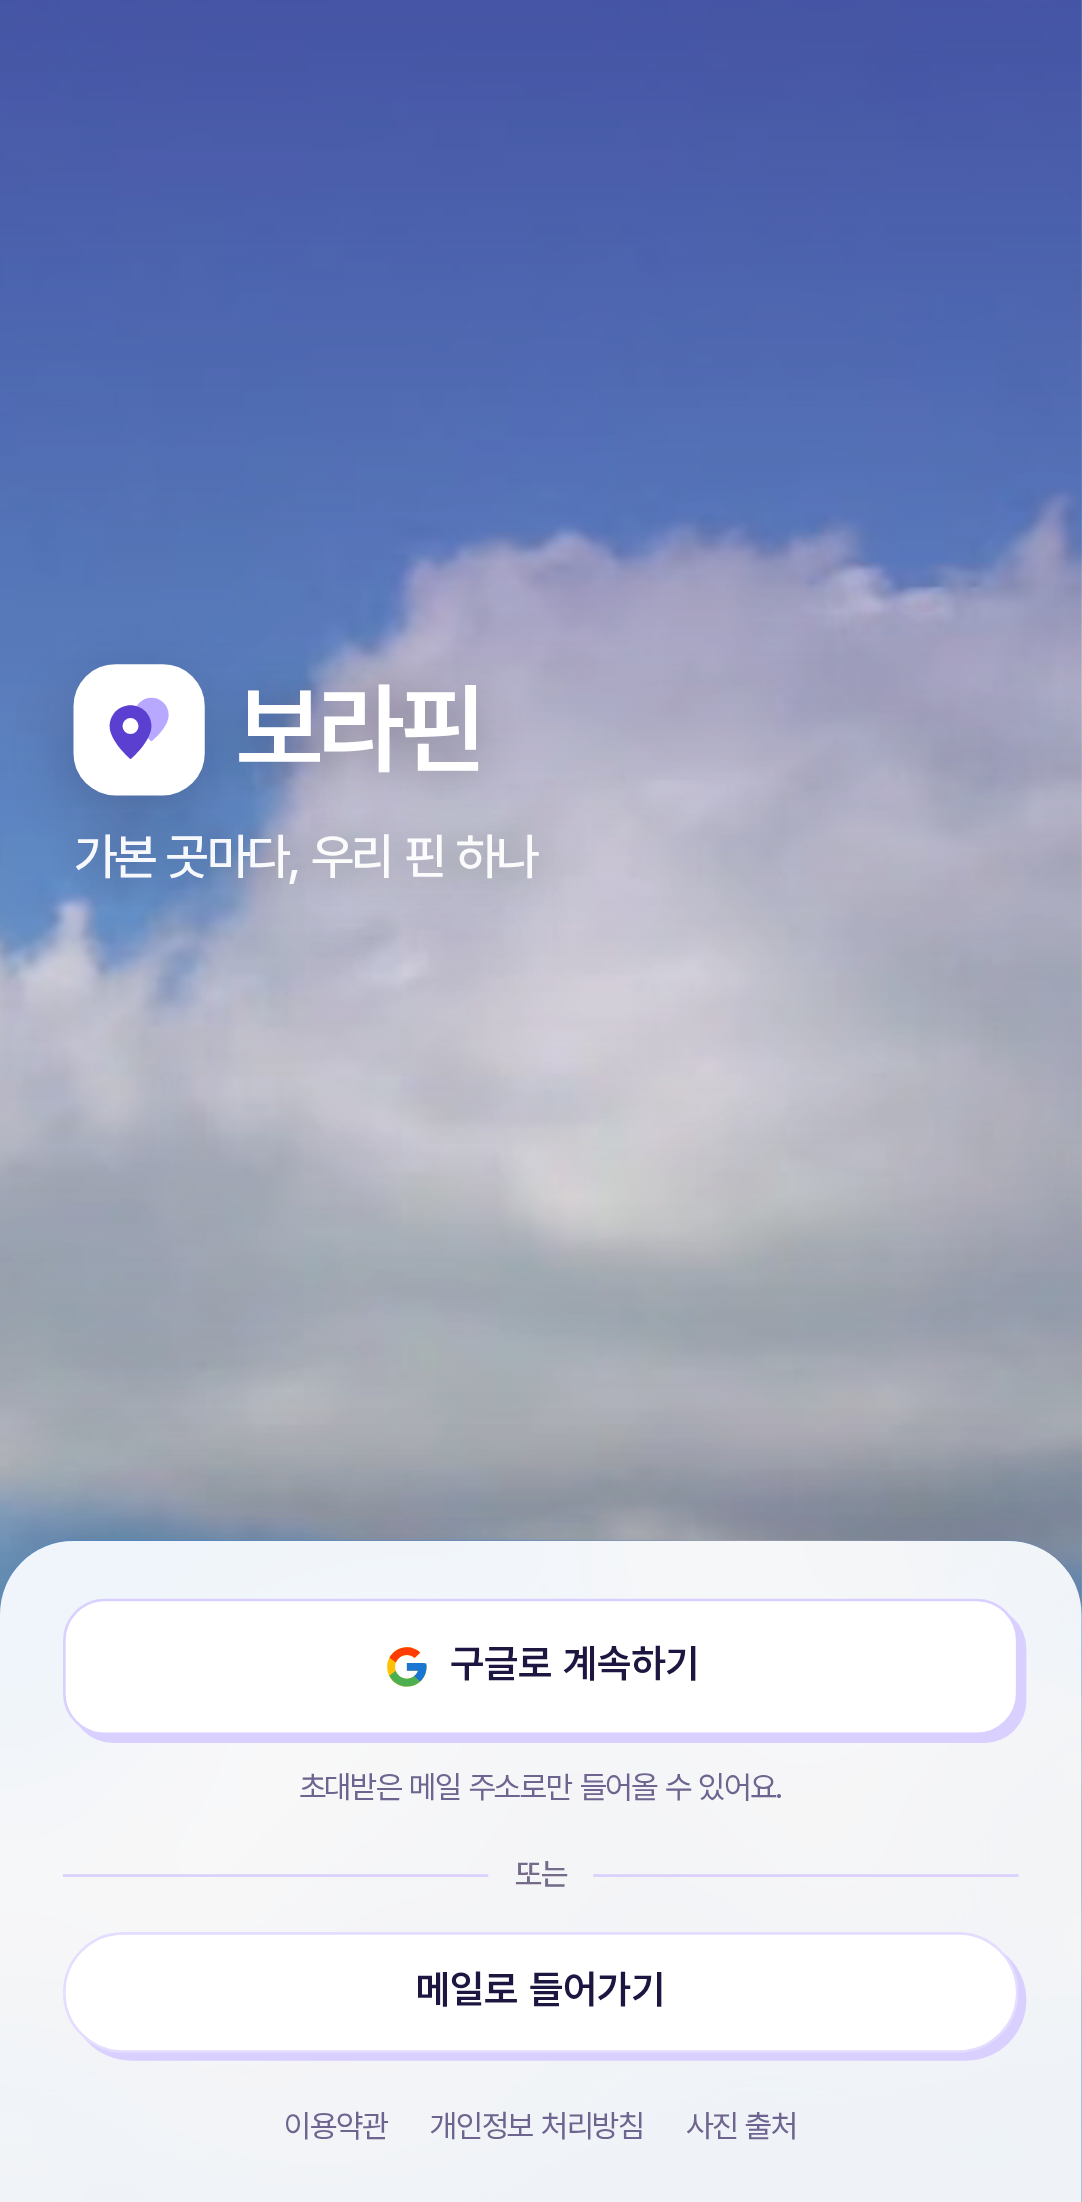 보라핀
가본 곳마다, 우리 핀 하나
구글로 계속하기
초대받은 메일 주소로만 들어올 수 있어요.
또는
메일로 들어가기
이용약관 개인정보 처리방침 사진 출처